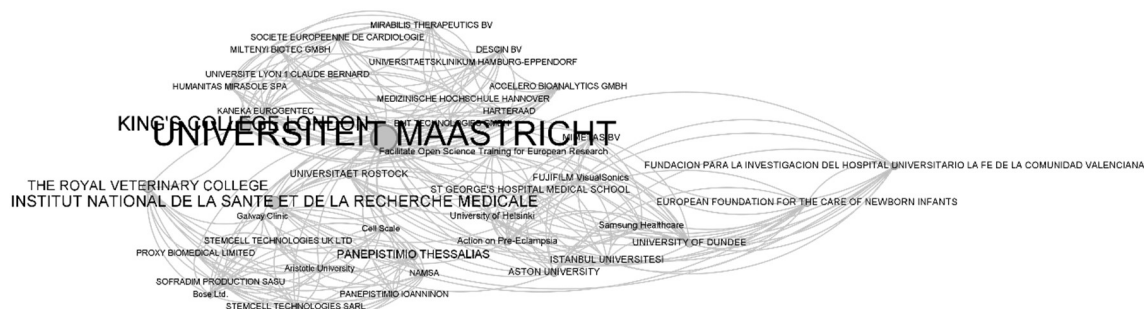 MIRABILIS THERAPEUTICS BV
SOCIETE EUROPEENNE DE CARDIOLOGIE
MILTENYI BIOTEC GMBH
DESCIN BV
UNIVERSITAETSKLINIKUM HAMBURG-EPPENDORF
UNIVERSITE LYON 1 CLAUDE BERNARD
HUMANITAS MIRASOLE SPA
ACCELERO BIOANALYTICS GMBH
MEDIZINISCHE HOCHSCHULE HANNOVER
KANEKA EUROGENTEC
HARTERAAD
KING'S COLLEGE LONDON
TECHNOLOGIES GMBH
UNIVERSITEIT MAASTRICHT
MIMETAS BV
Facilitate Open Science Training for European Research
FUNDACION PARA LA INVESTIGACION DEL HOSPITAL UNIVERSITARIO LA FE DE LA COMUNIDAD VALENCIANA
UNIVERSITAET ROSTOCK
FUJIFILM VisualSonics
THE ROYAL VETERINARY COLLEGE
ST GEORGE'S HOSPITAL MEDICAL SCHOOL
INSTITUT NATIONAL DE LA SANTE ET DE LA RECHERCHE MEDICALE
EUROPEAN FOUNDATION FOR THE CARE OF NEWBORN INFANTS
Galway Clinic
University of Helsinki
Cell Scale
Samsung Healthcare
STEMCELL TECHNOLOGIES UK LTD
Action on Pre-Eclampsia
UNIVERSITY OF DUNDEE
PROXY BIOMEDICAL LIMITED
PANEPISTIMIO THESSALIAS
ISTANBUL UNIVERSITESI
Aristotle University
NAMSA
ASTON UNIVERSITY
SOFRADIM PRODUCTION SASU
Bose Ltd.
PANEPISTIMIO IOANNINON
STEMCELL TECHNOLOGIES SARL